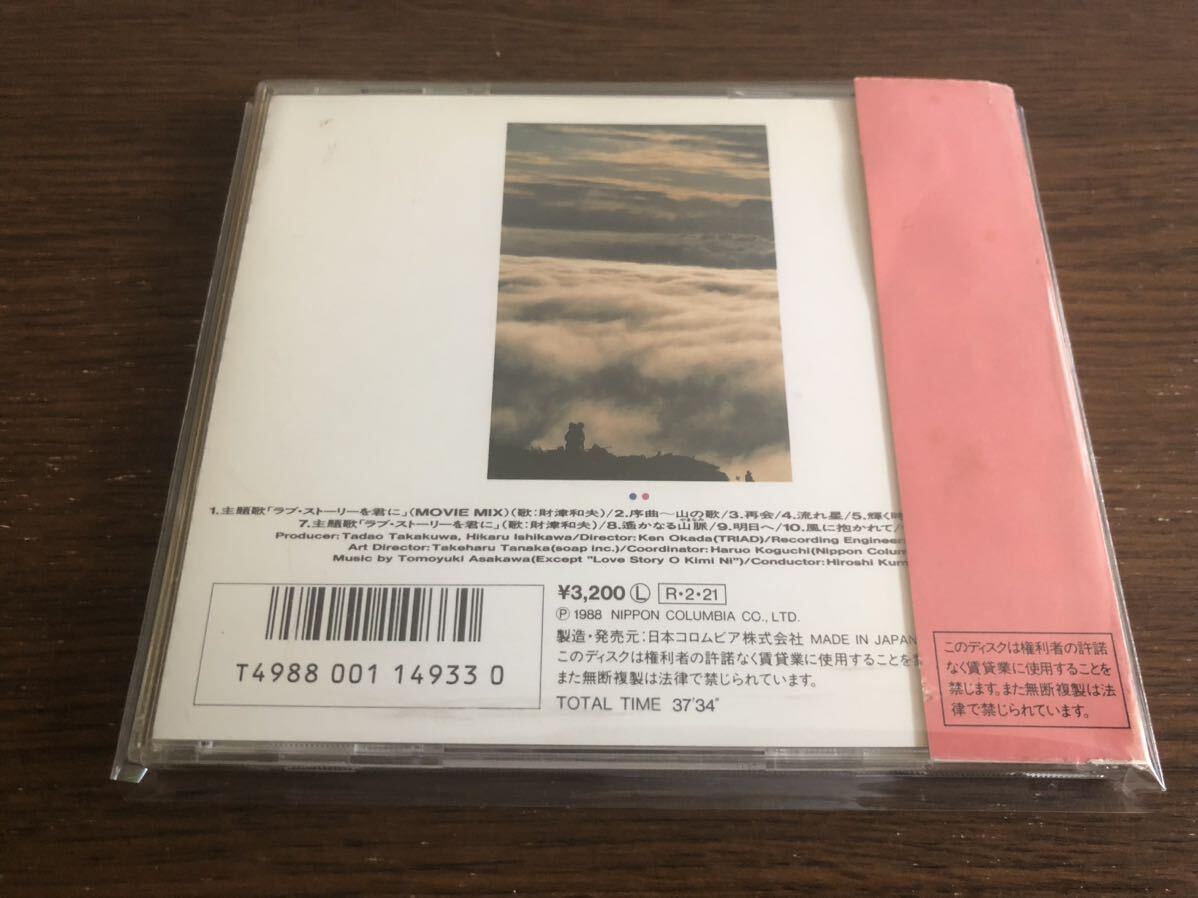 1.主題歌「ラブ・ストーリーを君に」(MOVIE MIX)(歌:財津和夫)/2.序曲〜山の歌/3.再会/4.流れ星/5.輝く
やまなみ
7.主題歌「ラブ・ストーリーを君に」(歌:財津和夫)/8.遥かなる山脈/9.明日へ/10.風に抱かれて/
Producer: Tadao Takakuwa, Hikaru Ishikawa/Director: Ken Okada(TRIAD)/Recording Engineer
Art Director: Takeharu Tanaka(soap inc.)/Coordinator: Haruo Koguchi(Nippon Colum
Music by Tomoyuki Asakawa(Except "Love Story O Kimi Ni")/Conductor: Hiroshi Kum
¥3,200 Ⓛ R・2・21
Ⓟ 1988 NIPPON COLUMBIA CO., LTD.
製造・発売元:日本コロムビア株式会社 MADE IN JAPAN
このディスクは権利者の許諾なく賃貸業に使用することを
また無断複製は法律で禁じられています。
TOTAL TIME 37'34"
T4988 001 14933 0
このディスクは権利者の許諾
なく賃貸業に使用することを
禁じます。また無断複製は法
律で禁じられています。